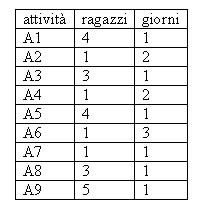 attività ragazzi giorni
A1 4 1
A2 1 2
A3 3 1
A4 1 2
A5 4 1
A6 1 3
A7 1 1
A8 3 1
A9 5 1